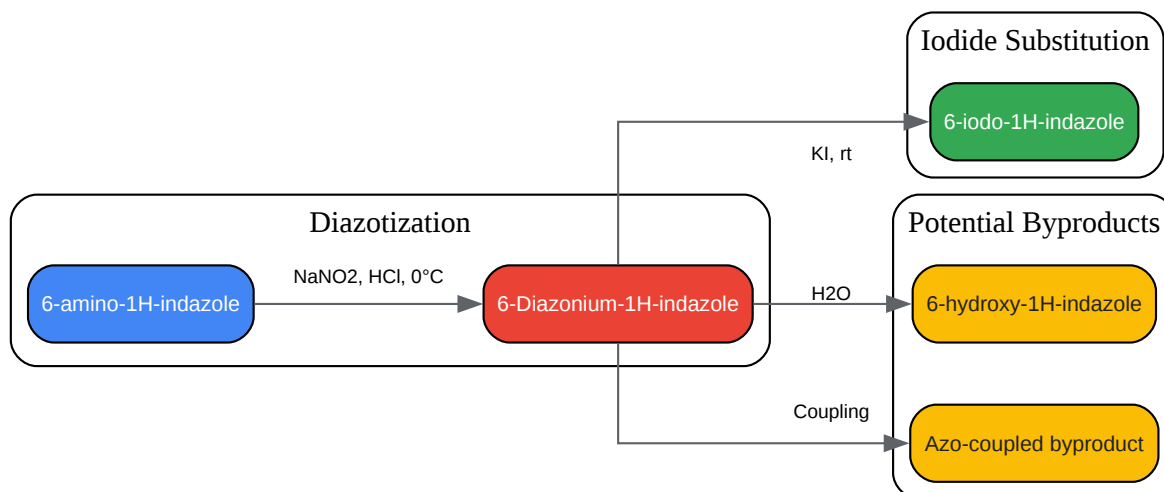 Iodide Substitution
6-iodo-1H-indazole
KI, rt
Diazotization
Potential Byproducts
NaNO2, HCl, 0°C
6-amino-1H-indazole
6-Diazonium-1H-indazole
H2O
6-hydroxy-1H-indazole
Coupling
Azo-coupled byproduct